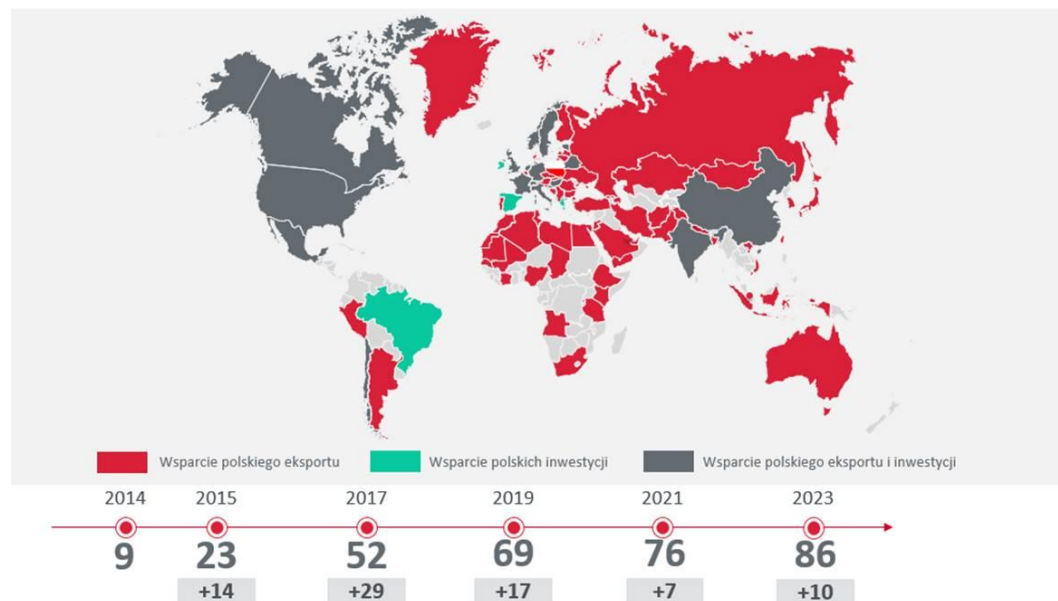 Wsparcie polskiego eksportu
Wsparcie polskich inwestycji
Wsparcie polskiego eksportu i inwestycji
2014 2015 2017 2019 2021 2023
9 23 52 69 76 86
+14 +29 +17 +7 +10